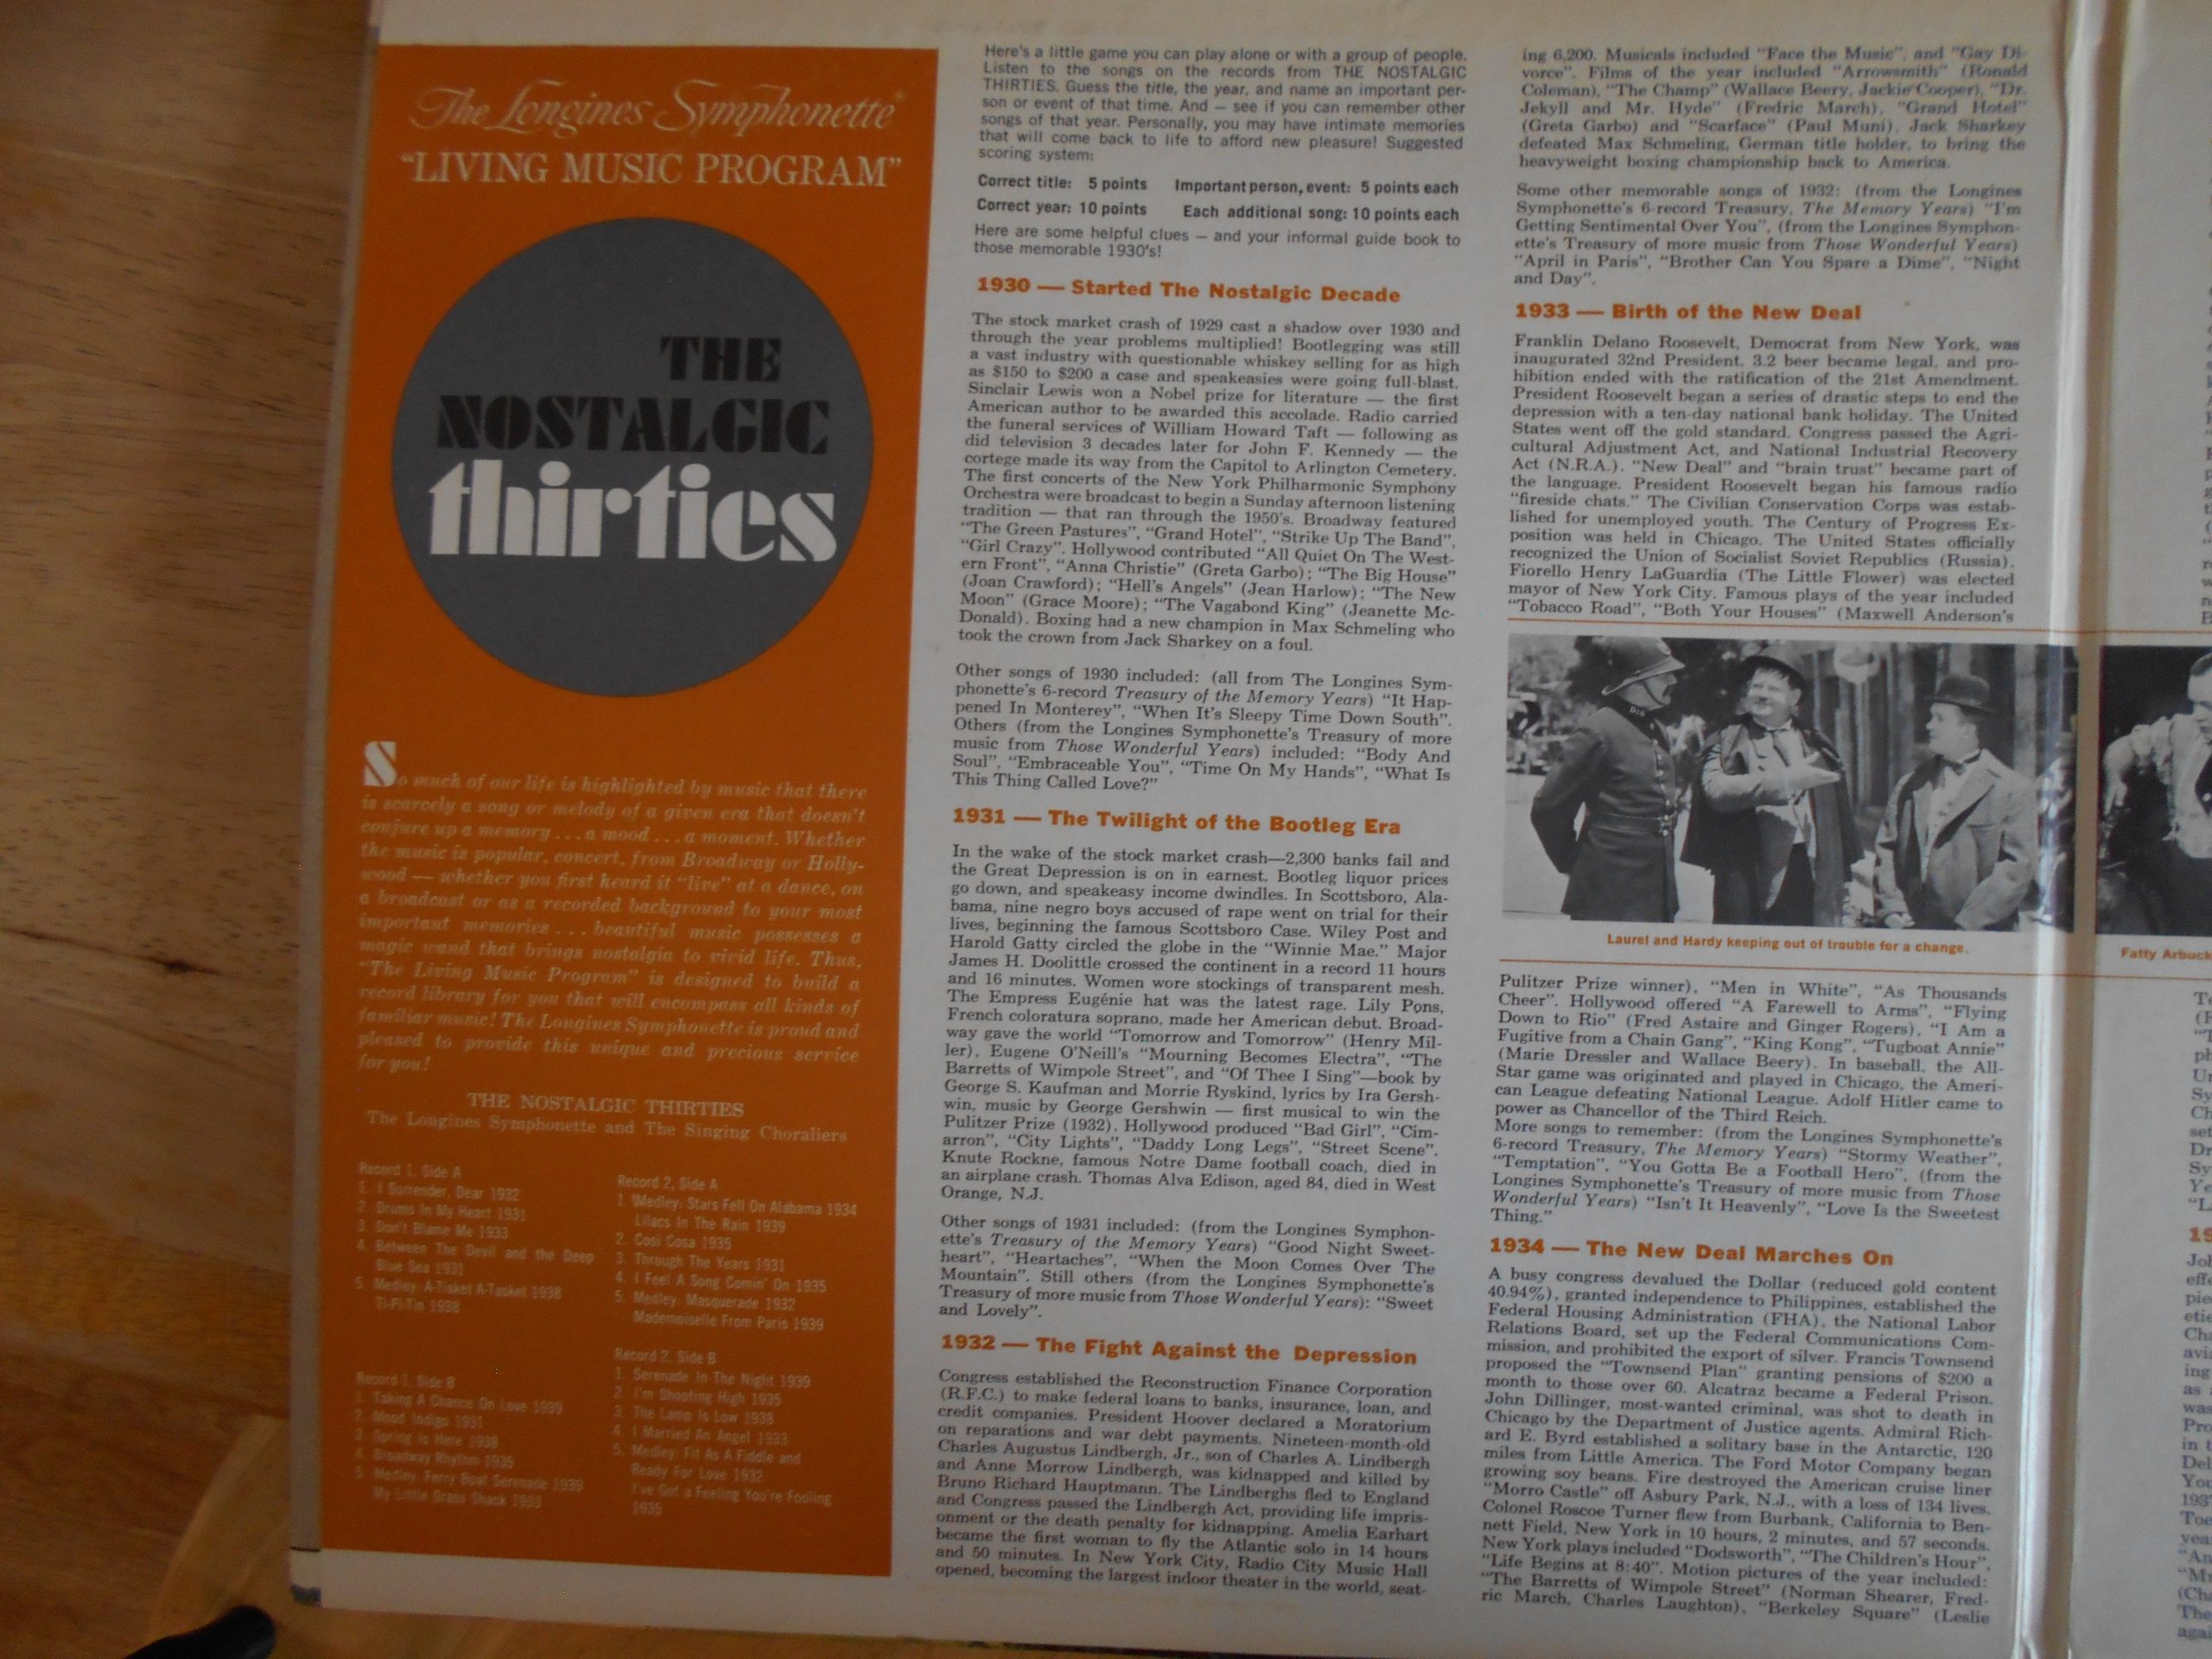 The Longines Symphonette
"LIVING MUSIC PROGRAM"
THE
NOSTALGIC
thirties
So much of our life is highlighted by music that there
is scarcely a song or melody of a given era that doesn't
conjure up a memory . . . a mood . . . a moment. Whether
the music is popular, concert, from Broadway or Holly-
wood — whether you first heard it "live" at a dance, on
a broadcast or as a recorded background to your most
important memories . . . beautiful music possesses a
magic wand that brings nostalgia to vivid life. Thus,
"The Living Music Program" is designed to build a
record library for you that will encompass all kinds of
familiar music! The Longines Symphonette is proud and
pleased to provide this unique and precious service
for you!
THE NOSTALGIC THIRTIES
The Longines Symphonette and The Singing Choraliers
Record 1, Side A
1. I Surrender, Dear 1932
2. Drums In My Heart 1931
3. Don't Blame Me 1933
4. Between The Devil and the Deep
Blue Sea 1931
5. Medley: A-Tisket A-Tasket 1938
Ti-Pi-Tin 1938
Record 1, Side B
1. Taking A Chance On Love 1939
2. Mood Indigo 1931
3. Spring Is Here 1938
4. Broadway Rhythm 1935
5. Medley: Ferry Boat Serenade 1939
My Little Grass Shack 1933
Record 2, Side A
1. Medley: Stars Fell On Alabama 1934
Lilacs In The Rain 1939
2. Cosi Cosa 1935
3. Through The Years 1931
4. I Feel A Song Comin' On 1935
5. Medley: Masquerade 1932
Mademoiselle From Paris 1939
Record 2, Side B
1. Serenade In The Night 1939
2. I'm Shooting High 1935
3. The Lamp Is Low 1938
4. I Married An Angel 1933
5. Medley: Fit As A Fiddle and
Ready For Love 1932
I've Got a Feeling You're Fooling
1935
Here's a little game you can play alone or with a group of people.
Listen to the songs on the records from THE NOSTALGIC
THIRTIES. Guess the title, the year, and name an important per-
son or event of that time. And — see if you can remember other
songs of that year. Personally, you may have intimate memories
that will come back to life to afford new pleasure! Suggested
scoring system:
Correct title: 5 points Important person, event: 5 points each
Correct year: 10 points Each additional song: 10 points each
Here are some helpful clues — and your informal guide book to
those memorable 1930's!
1930 — Started The Nostalgic Decade
The stock market crash of 1929 cast a shadow over 1930 and
through the year problems multiplied! Bootlegging was still
a vast industry with questionable whiskey selling for as high
as $150 to $200 a case and speakeasies were going full-blast.
Sinclair Lewis won a Nobel prize for literature — the first
American author to be awarded this accolade. Radio carried
the funeral services of William Howard Taft — following as
did television 3 decades later for John F. Kennedy — the
cortege made its way from the Capitol to Arlington Cemetery.
The first concerts of the New York Philharmonic Symphony
Orchestra were broadcast to begin a Sunday afternoon listening
tradition — that ran through the 1950's. Broadway featured
"The Green Pastures", "Grand Hotel", "Strike Up The Band",
"Girl Crazy". Hollywood contributed "All Quiet On The West-
ern Front", "Anna Christie" (Greta Garbo); "The Big House"
(Joan Crawford); "Hell's Angels" (Jean Harlow); "The New
Moon" (Grace Moore); "The Vagabond King" (Jeanette Mc-
Donald). Boxing had a new champion in Max Schmeling who
took the crown from Jack Sharkey on a foul.
Other songs of 1930 included: (all from The Longines Sym-
phonette's 6-record Treasury of the Memory Years) "It Hap-
pened In Monterey", "When It's Sleepy Time Down South".
Others (from the Longines Symphonette's Treasury of more
music from Those Wonderful Years) included: "Body And
Soul", "Embraceable You", "Time On My Hands", "What Is
This Thing Called Love?"
1931 — The Twilight of the Bootleg Era
In the wake of the stock market crash—2,300 banks fail and
the Great Depression is on in earnest. Bootleg liquor prices
go down, and speakeasy income dwindles. In Scottsboro, Ala-
bama, nine negro boys accused of rape went on trial for their
lives, beginning the famous Scottsboro Case. Wiley Post and
Harold Gatty circled the globe in the "Winnie Mae." Major
James H. Doolittle crossed the continent in a record 11 hours
and 16 minutes. Women wore stockings of transparent mesh.
The Empress Eugénie hat was the latest rage. Lily Pons,
French coloratura soprano, made her American debut. Broad-
way gave the world "Tomorrow and Tomorrow" (Henry Mil-
ler), Eugene O'Neill's "Mourning Becomes Electra", "The
Barretts of Wimpole Street", and "Of Thee I Sing"—book by
George S. Kaufman and Morrie Ryskind, lyrics by Ira Gersh-
win, music by George Gershwin — first musical to win the
Pulitzer Prize (1932). Hollywood produced "Bad Girl", "Cim-
arron", "City Lights", "Daddy Long Legs", "Street Scene".
Knute Rockne, famous Notre Dame football coach, died in
an airplane crash. Thomas Alva Edison, aged 84, died in West
Orange, N.J.
Other songs of 1931 included: (from the Longines Symphon-
ette's Treasury of the Memory Years) "Good Night Sweet-
heart", "Heartaches", "When the Moon Comes Over The
Mountain". Still others (from the Longines Symphonette's
Treasury of more music from Those Wonderful Years): "Sweet
and Lovely".
1932 — The Fight Against the Depression
Congress established the Reconstruction Finance Corporation
(R.F.C.) to make federal loans to banks, insurance, loan, and
credit companies. President Hoover declared a Moratorium
on reparations and war debt payments. Nineteen-month-old
Charles Augustus Lindbergh, Jr., son of Charles A. Lindbergh
and Anne Morrow Lindbergh, was kidnapped and killed by
Bruno Richard Hauptmann. The Lindberghs fled to England
and Congress passed the Lindbergh Act, providing life impris-
onment or the death penalty for kidnapping. Amelia Earhart
became the first woman to fly the Atlantic solo in 14 hours
and 50 minutes. In New York City, Radio City Music Hall
opened, becoming the largest indoor theater in the world, seat-
ing 6,200. Musicals included "Face the Music", and "Gay Di-
vorce". Films of the year included "Arrowsmith" (Ronald
Coleman), "The Champ" (Wallace Beery, Jackie Cooper), "Dr.
Jekyll and Mr. Hyde" (Fredric March), "Grand Hotel"
(Greta Garbo) and "Scarface" (Paul Muni). Jack Sharkey
defeated Max Schmeling, German title holder, to bring the
heavyweight boxing championship back to America.
Some other memorable songs of 1932: (from the Longines
Symphonette's 6-record Treasury, The Memory Years) "I'm
Getting Sentimental Over You", (from the Longines Symphon-
ette's Treasury of more music from Those Wonderful Years)
"April in Paris", "Brother Can You Spare a Dime", "Night
and Day".
1933 — Birth of the New Deal
Franklin Delano Roosevelt, Democrat from New York, was
inaugurated 32nd President. 3.2 beer became legal, and pro-
hibition ended with the ratification of the 21st Amendment.
President Roosevelt began a series of drastic steps to end the
depression with a ten-day national bank holiday. The United
States went off the gold standard. Congress passed the Agri-
cultural Adjustment Act, and National Industrial Recovery
Act (N.R.A.). "New Deal" and "brain trust" became part of
the language. President Roosevelt began his famous radio
"fireside chats." The Civilian Conservation Corps was estab-
lished for unemployed youth. The Century of Progress Ex-
position was held in Chicago. The United States officially
recognized the Union of Socialist Soviet Republics (Russia).
Fiorello Henry LaGuardia (The Little Flower) was elected
mayor of New York City. Famous plays of the year included
"Tobacco Road", "Both Your Houses" (Maxwell Anderson's
Laurel and Hardy keeping out of trouble for a change.
Fatty Arbuck
Pulitzer Prize winner), "Men in White", "As Thousands
Cheer". Hollywood offered "A Farewell to Arms", "Flying
Down to Rio" (Fred Astaire and Ginger Rogers), "I Am a
Fugitive from a Chain Gang", "King Kong", "Tugboat Annie"
(Marie Dressler and Wallace Beery). In baseball, the All-
Star game was originated and played in Chicago, the Ameri-
can League defeating National League. Adolf Hitler came to
power as Chancellor of the Third Reich.
More songs to remember: (from the Longines Symphonette's
6-record Treasury, The Memory Years) "Stormy Weather",
"Temptation", "You Gotta Be a Football Hero", (from the
Longines Symphonette's Treasury of more music from Those
Wonderful Years) "Isn't It Heavenly", "Love Is the Sweetest
Thing."
1934 — The New Deal Marches On
A busy congress devalued the Dollar (reduced gold content
40.94%), granted independence to Philippines, established the
Federal Housing Administration (FHA), the National Labor
Relations Board, set up the Federal Communications Com-
mission, and prohibited the export of silver. Francis Townsend
proposed the "Townsend Plan" granting pensions of $200 a
month to those over 60. Alcatraz became a Federal Prison.
John Dillinger, most-wanted criminal, was shot to death in
Chicago by the Department of Justice agents. Admiral Rich-
ard E. Byrd established a solitary base in the Antarctic, 120
miles from Little America. The Ford Motor Company began
growing soy beans. Fire destroyed the American cruise liner
"Morro Castle" off Asbury Park, N.J., with a loss of 134 lives.
Colonel Roscoe Turner flew from Burbank, California to Ben-
nett Field, New York in 10 hours, 2 minutes, and 57 seconds.
New York plays included "Dodsworth", "The Children's Hour",
"Life Begins at 8:40". Motion pictures of the year included:
"The Barretts of Wimpole Street" (Norman Shearer, Fred-
ric March, Charles Laughton), "Berkeley Square" (Leslie